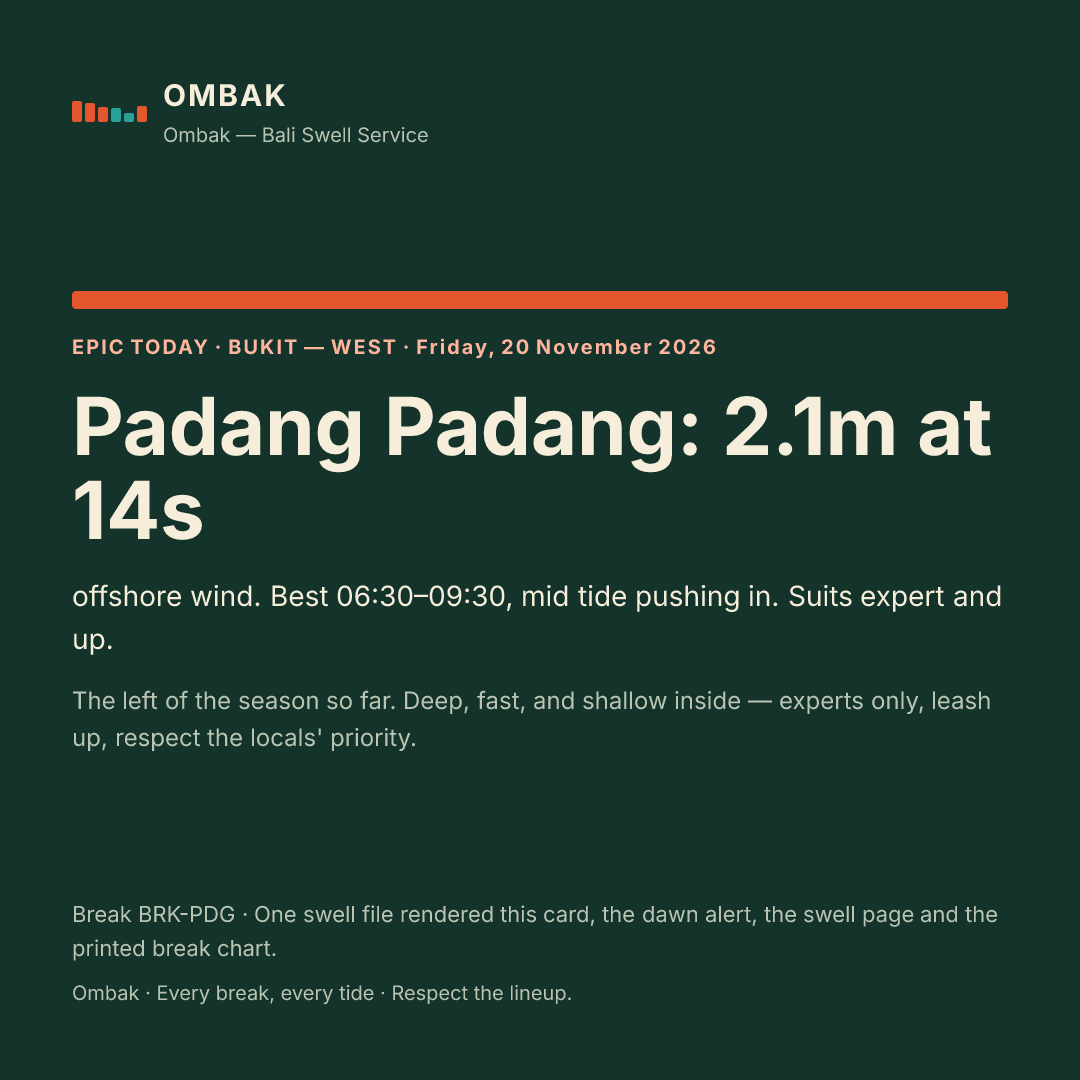 OMBAK
Ombak — Bali Swell Service
EPIC TODAY · BUKIT — WEST · Friday, 20 November 2026
Padang Padang: 2.1m at
14s
offshore wind. Best 06:30–09:30, mid tide pushing in. Suits expert and
up.
The left of the season so far. Deep, fast, and shallow inside — experts only, leash
up, respect the locals' priority.
Break BRK-PDG · One swell file rendered this card, the dawn alert, the swell page and the
printed break chart.
Ombak · Every break, every tide · Respect the lineup.